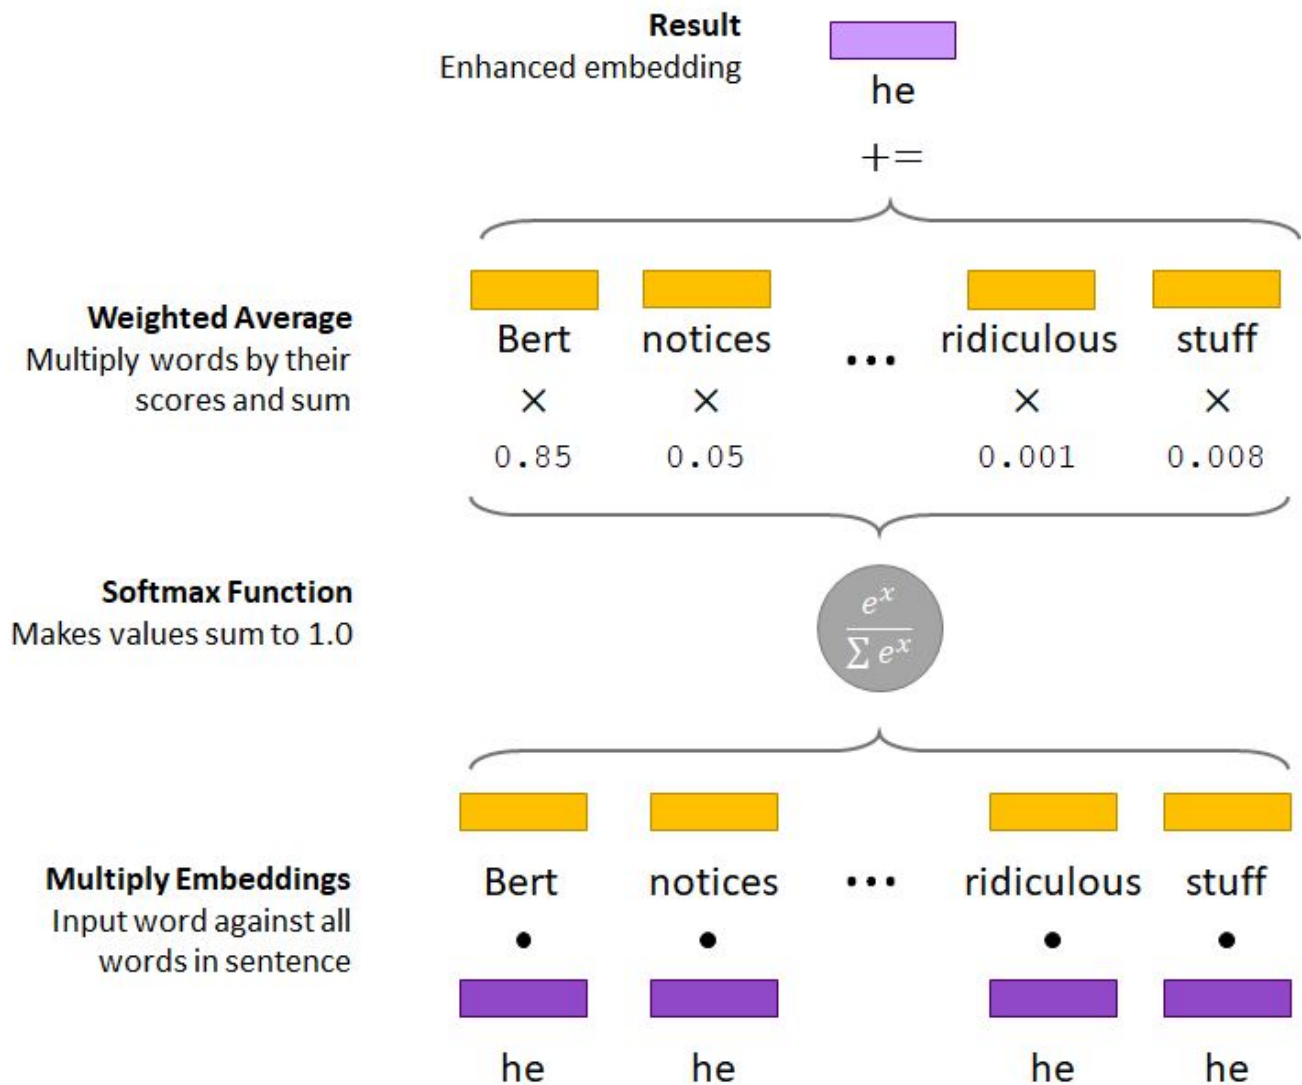 Result
Enhanced embedding
he
+=
Weighted Average
Multiply words by their
scores and sum
Bert notices ... ridiculous stuff
× × × ×
0.85 0.05 0.001 0.008
Softmax Function
Makes values sum to 1.0
e^x
∑ e^x
Multiply Embeddings
Input word against all
words in sentence
Bert notices ... ridiculous stuff
• • • •
he he he he